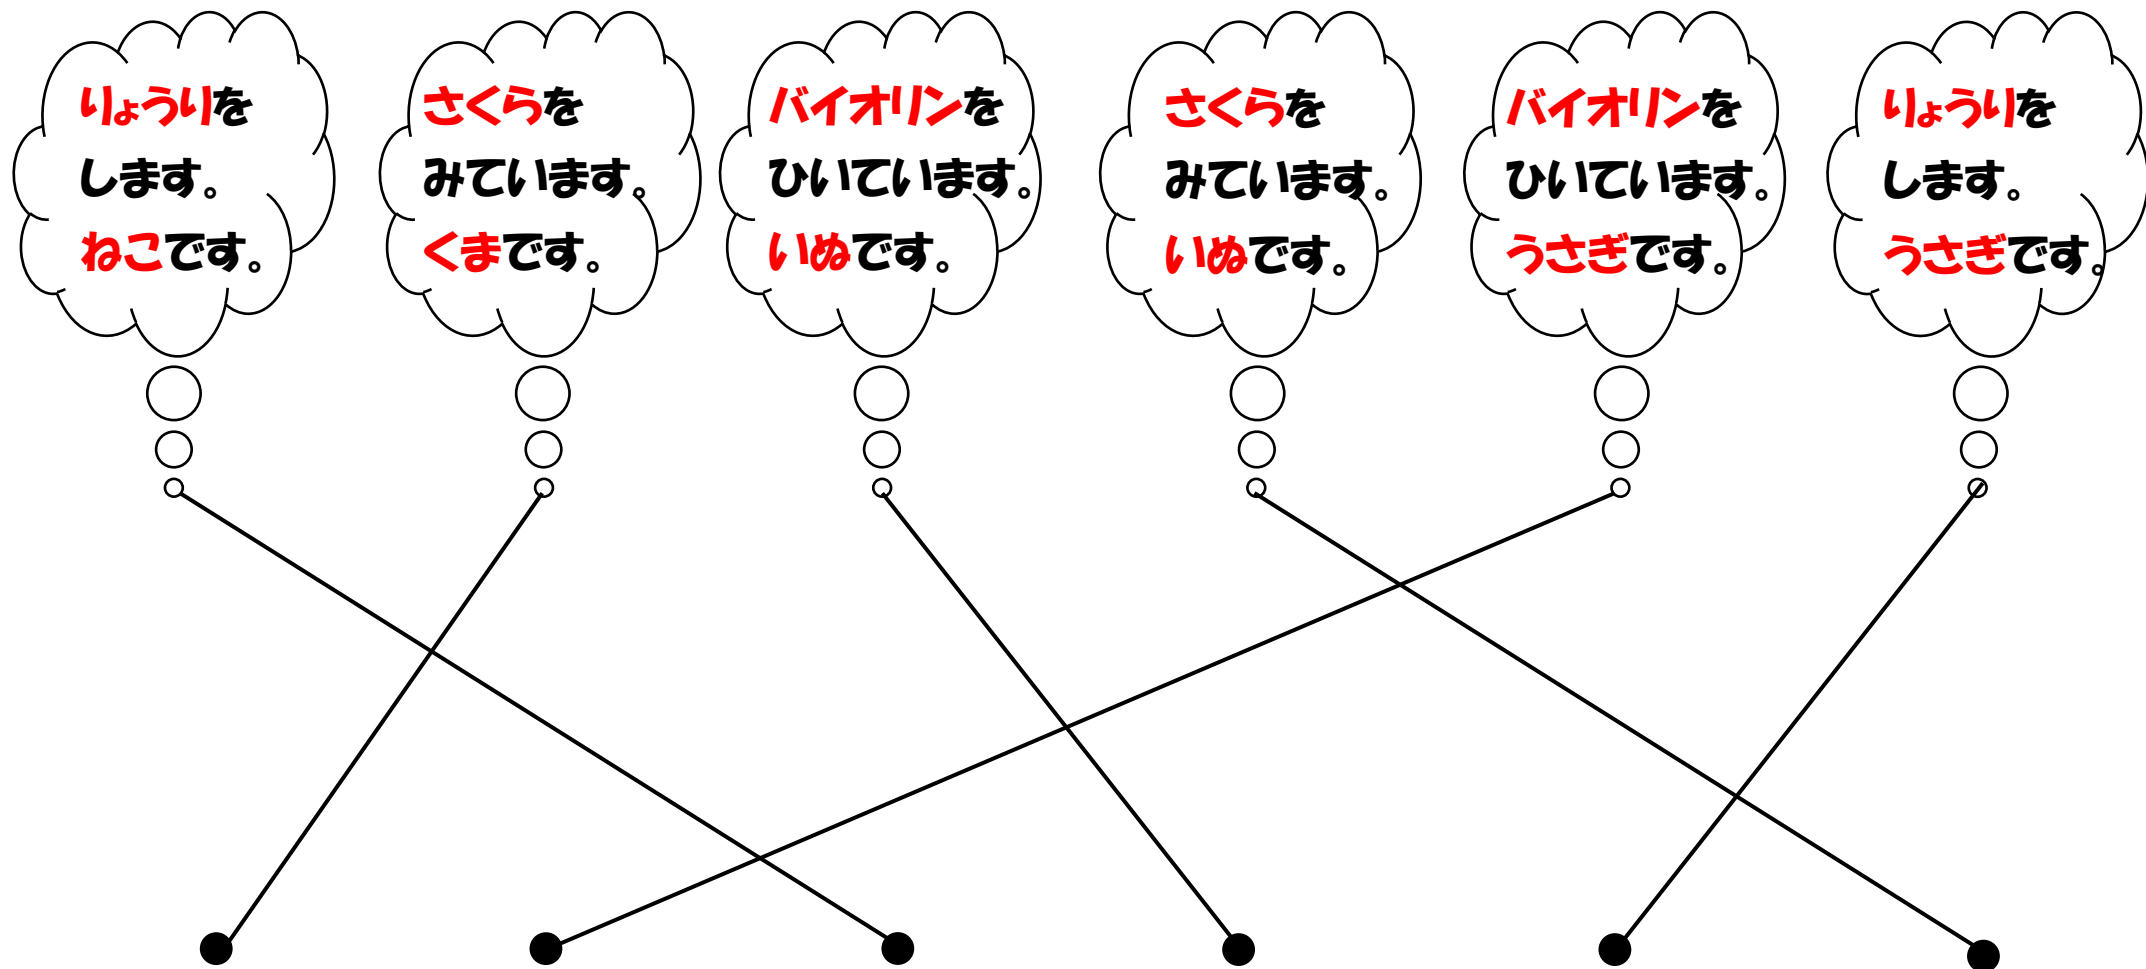 りょうりを
します。
ねこです。
さくらを
みています。
くまです。
バイオリンを
ひいています。
いぬです。
さくらを
みています。
いぬです。
バイオリンを
ひいています。
うさぎです。
りょうりを
します。
うさぎです。